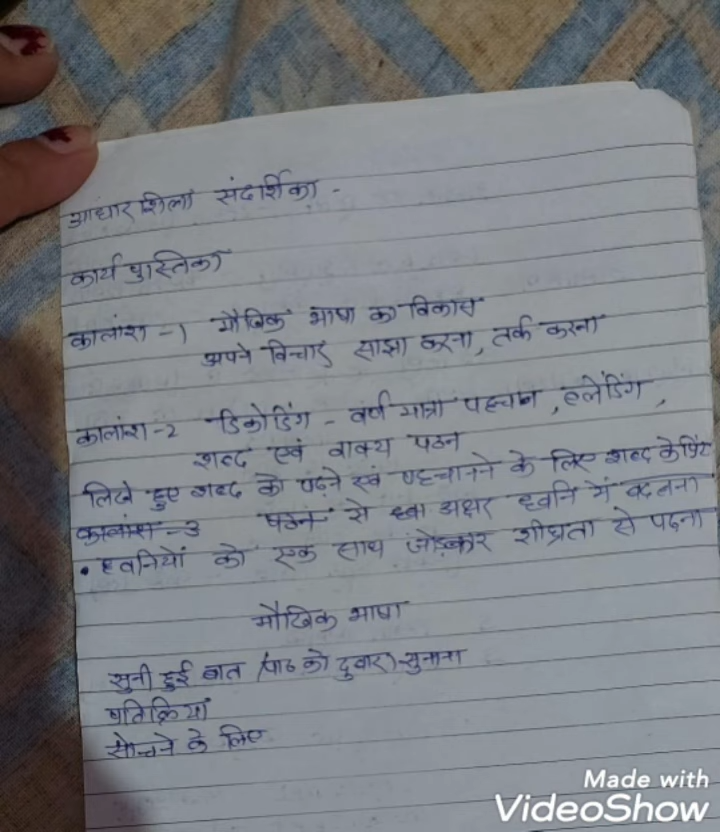 आधार शिला संदर्शिका -
कार्य पुस्तिका
कालांश -1 मौखिक भाषा का विकास
अपने विचार साझा करना, तर्क करना
कालांश-2 डिकोडिंग - वर्ण मात्रा पहचान, ब्लेंडिंग,
शब्द एवं वाक्य पठन
लिखे हुए शब्द को पढ़ने एवं पहचानने के लिए शब्द के प्रिंट
कालांश -3 पठन से अक्षर ध्वनि में बदलना
• ध्वनियों को एक साथ जोड़कर शीघ्रता से पढ़ना
मौखिक भाषा
सुनी हुई बात (पाठ को दुबारा) सुनाना
प्रतिक्रिया
सोचने के लिए
Made with
VideoShow